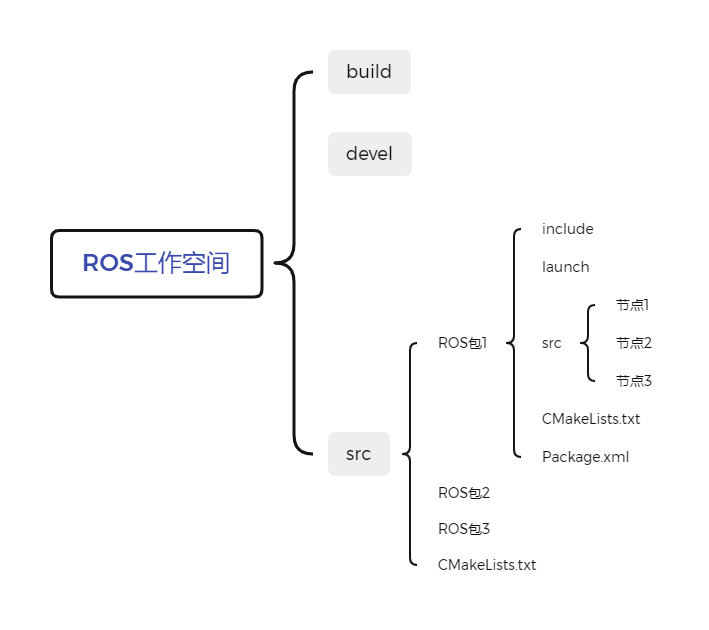 build
devel
ROS工作空间
include
launch
节点1
ROS包1
src
节点2
节点3
CMakeLists.txt
src
Package.xml
ROS包2
ROS包3
CMakeLists.txt